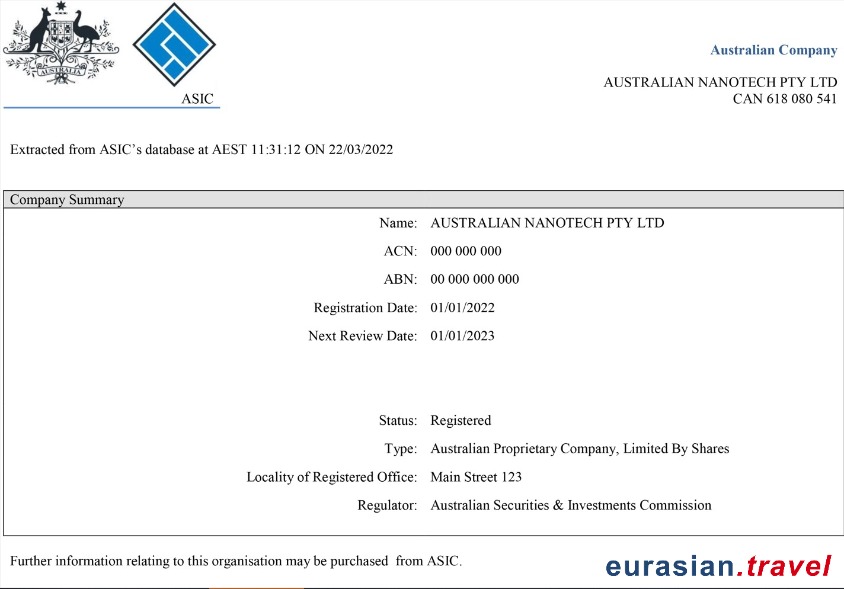 AUSTRALIA
ASIC
Australian Company
AUSTRALIAN NANOTECH PTY LTD
CAN 618 080 541
Extracted from ASIC’s database at AEST 11:31:12 ON 22/03/2022
Company Summary
Name: AUSTRALIAN NANOTECH PTY LTD
ACN: 000 000 000
ABN: 00 000 000 000
Registration Date: 01/01/2022
Next Review Date: 01/01/2023
Status: Registered
Type: Australian Proprietary Company, Limited By Shares
Locality of Registered Office: Main Street 123
Regulator: Australian Securities & Investments Commission
Further information relating to this organisation may be purchased from ASIC.
eurasian.travel